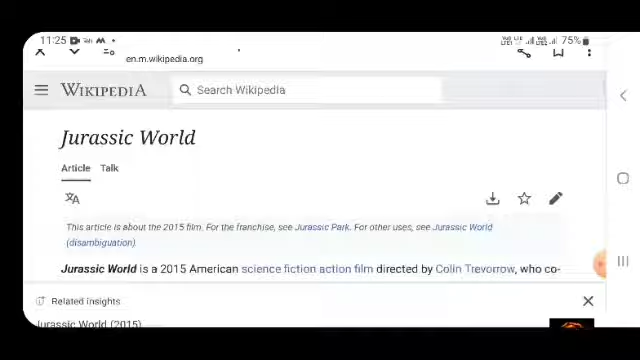 11:25 75%
en.m.wikipedia.org
WIKIPEDIA Search Wikipedia
Jurassic World
Article Talk
This article is about the 2015 film. For the franchise, see Jurassic Park. For other uses, see Jurassic World
(disambiguation)
Jurassic World is a 2015 American science fiction action film directed by Colin Trevorrow, who co-
Related insights
Jurassic World (2015)